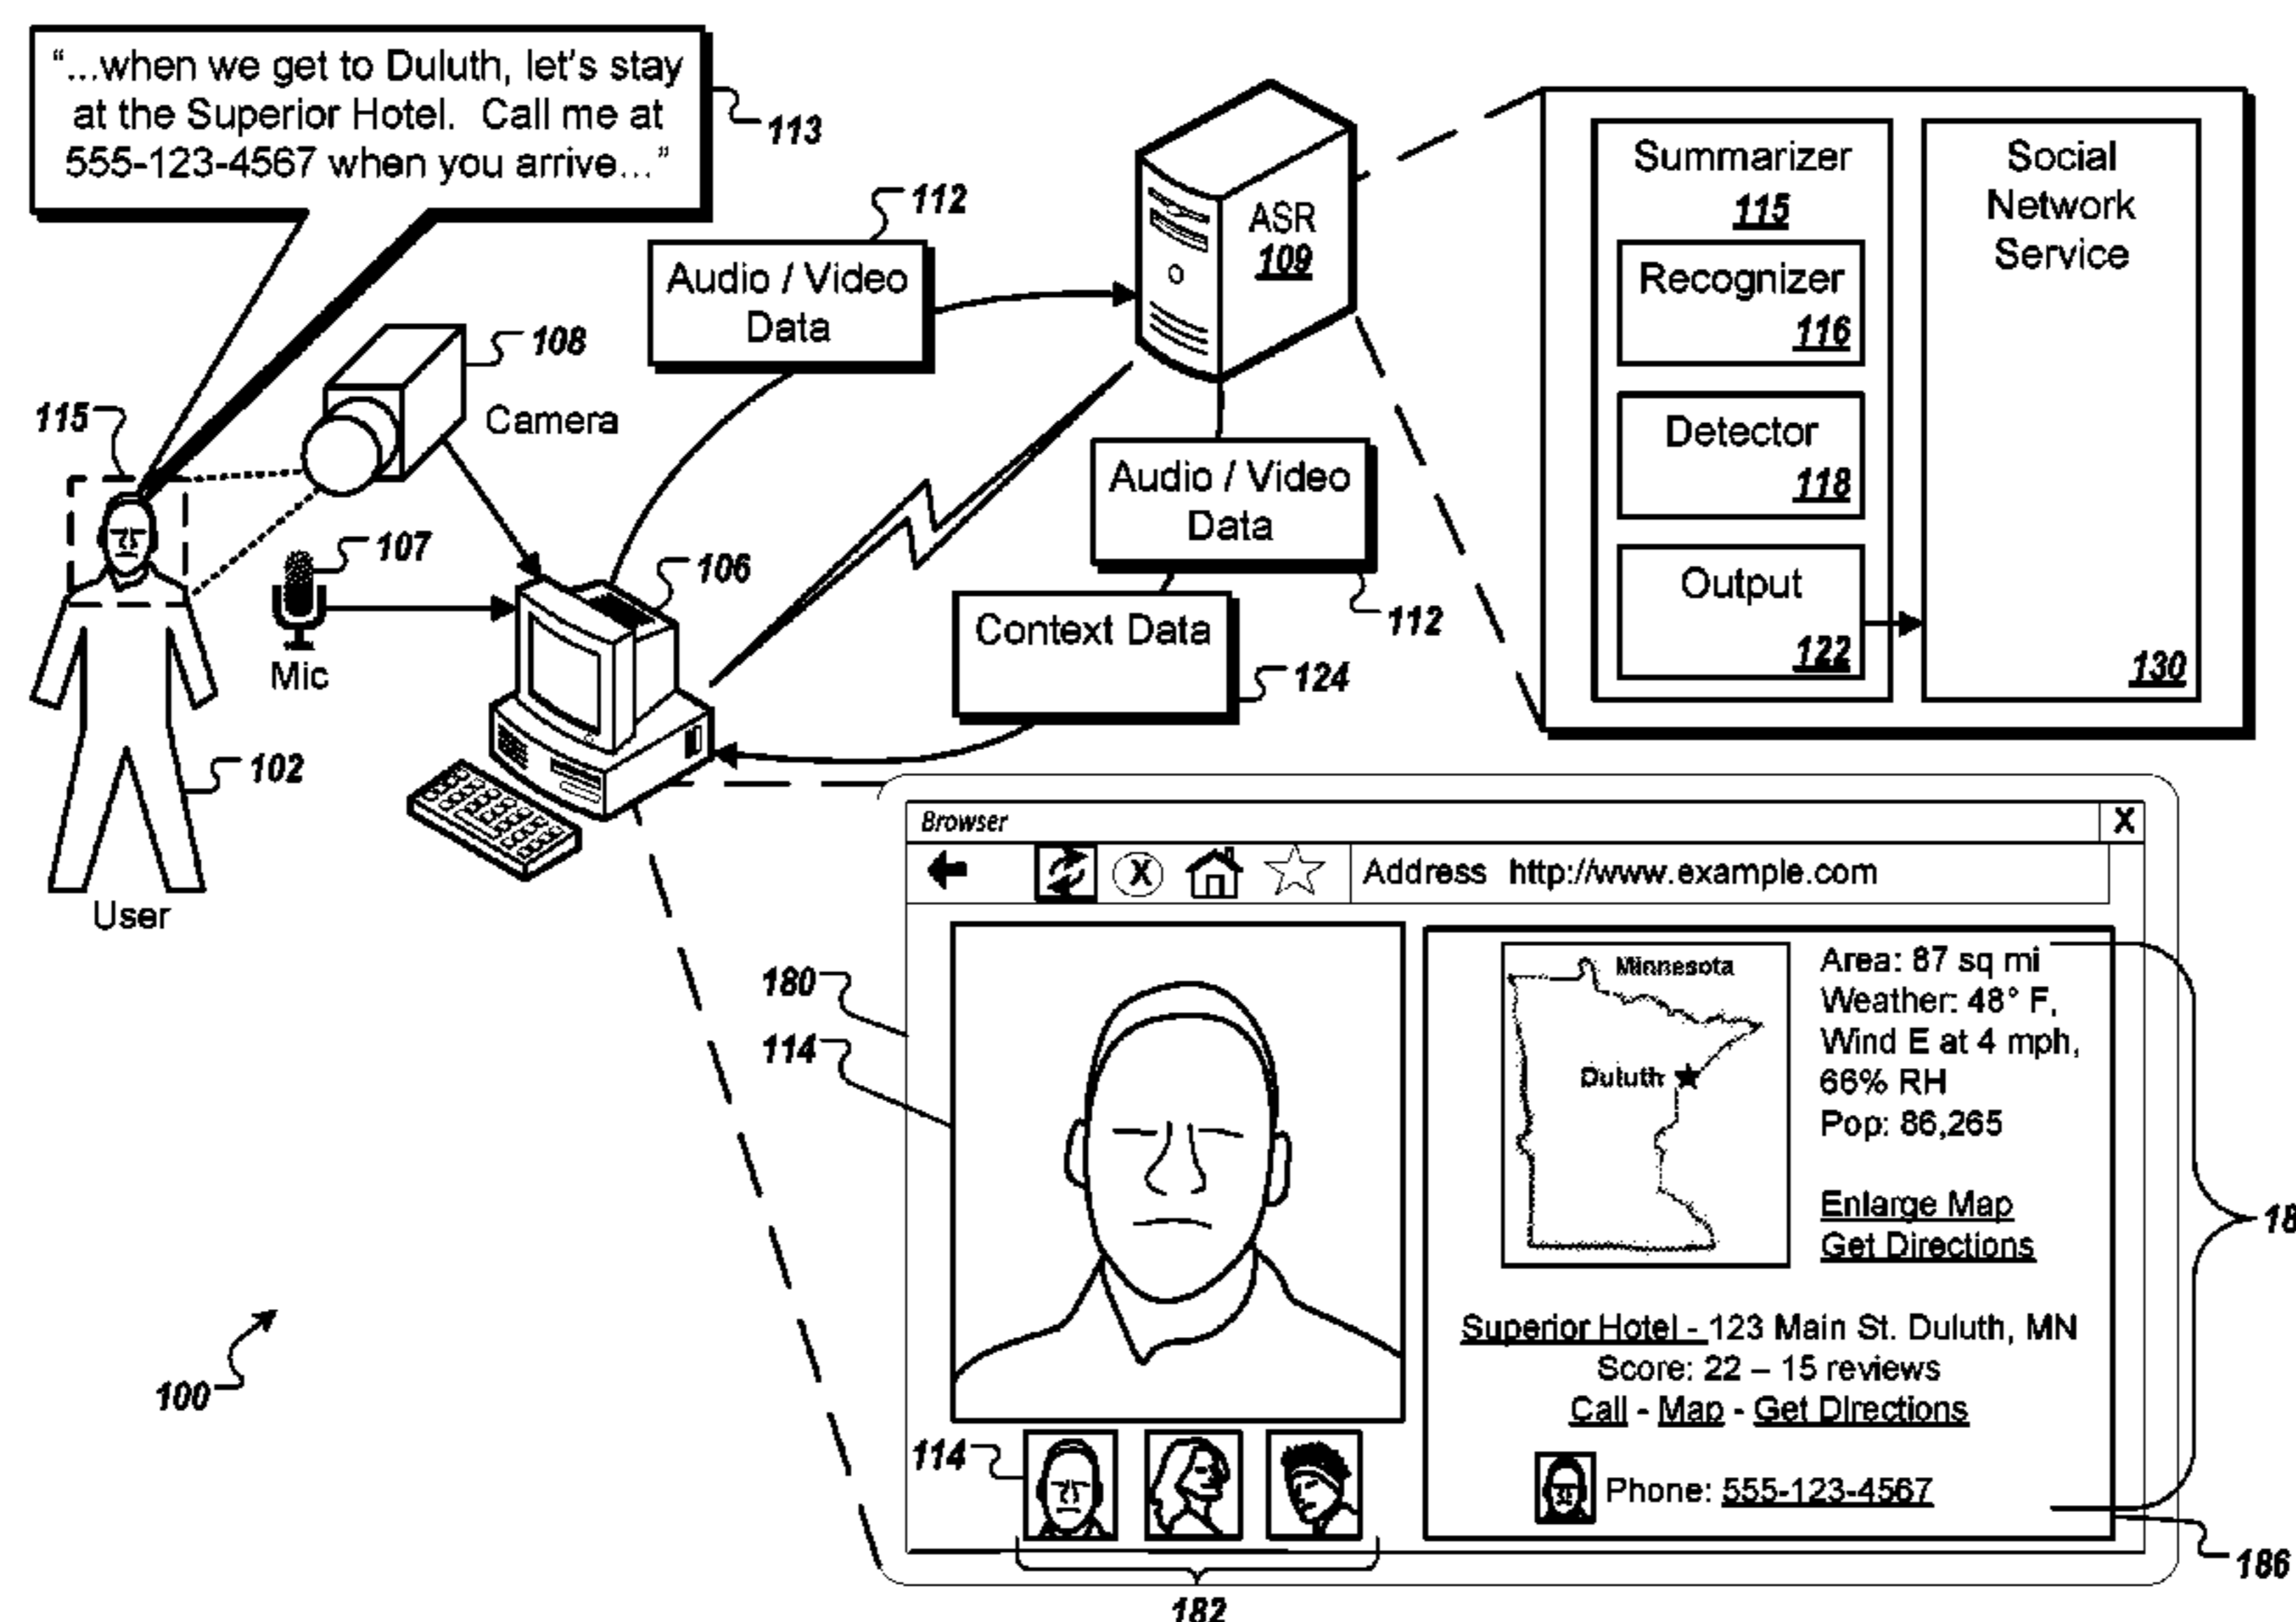 “...when we get to Duluth, let's stay
at the Superior Hotel. Call me at
555-123-4567 when you arrive...”
113
112
Audio / Video
Data
ASR
109
Summarizer
115
Recognizer
116
Detector
118
Output
122
Social
Network
Service
130
108
Camera
115
107
Mic
106
Audio / Video
Data
112
Context Data
124
102
User
Browser
X
X
Address http://www.example.com
180
114
Minnesota
Duluth
Area: 87 sq mi
Weather: 48° F,
Wind E at 4 mph,
66% RH
Pop: 86,265
Enlarge Map
Get Directions
Superior Hotel - 123 Main St. Duluth, MN
Score: 22 – 15 reviews
Call - Map - Get Directions
Phone: 555-123-4567
114
182
186
100